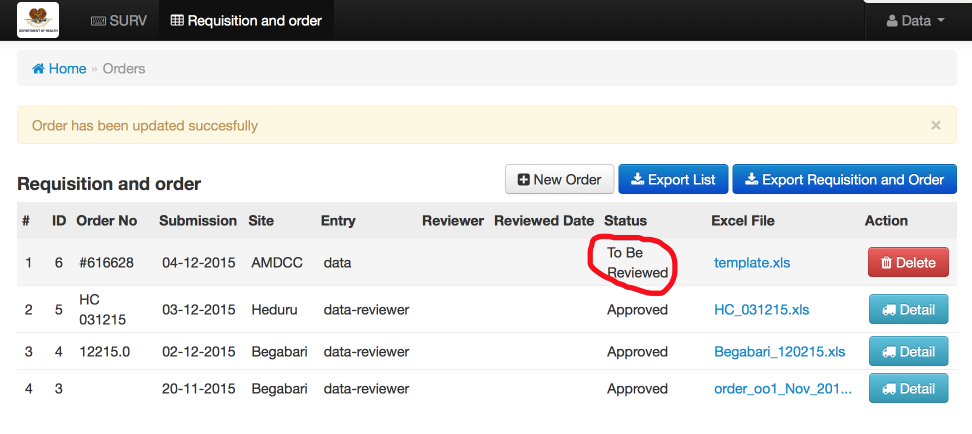 DEPARTMENT OF HEALTH
SURV
Requisition and order
Data
Home » Orders
Order has been updated succesfully ×
Requisition and order
New Order
Export List
Export Requisition and Order
# ID Order No Submission Site Entry Reviewer Reviewed Date Status Excel File Action
1 6 #616628 04-12-2015 AMDCC data To Be Reviewed template.xls Delete
2 5 HC 031215 03-12-2015 Heduru data-reviewer Approved HC_031215.xls Detail
3 4 12215.0 02-12-2015 Begabari data-reviewer Approved Begabari_120215.xls Detail
4 3 20-11-2015 Begabari data-reviewer Approved order_oo1_Nov_201... Detail